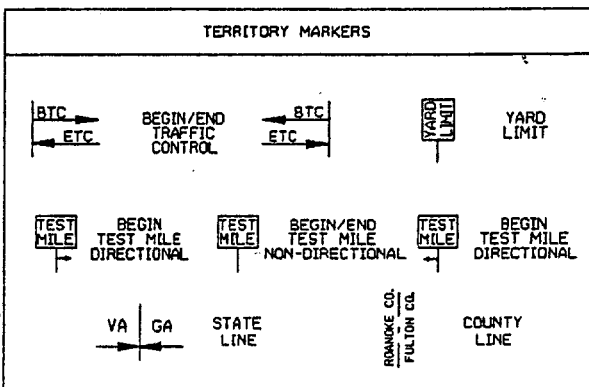 TERRITORY MARKERS
BTC
ETC
BEGIN/END
TRAFFIC
CONTROL
BTC
ETC
YARD
LIMIT
YARD
LIMIT
TEST
MILE
BEGIN
TEST MILE
DIRECTIONAL
TEST
MILE
BEGIN/END
TEST MILE
NON-DIRECTIONAL
TEST
MILE
BEGIN
TEST MILE
DIRECTIONAL
VA GA
STATE
LINE
ROANOKE CO.
FULTON CO.
COUNTY
LINE